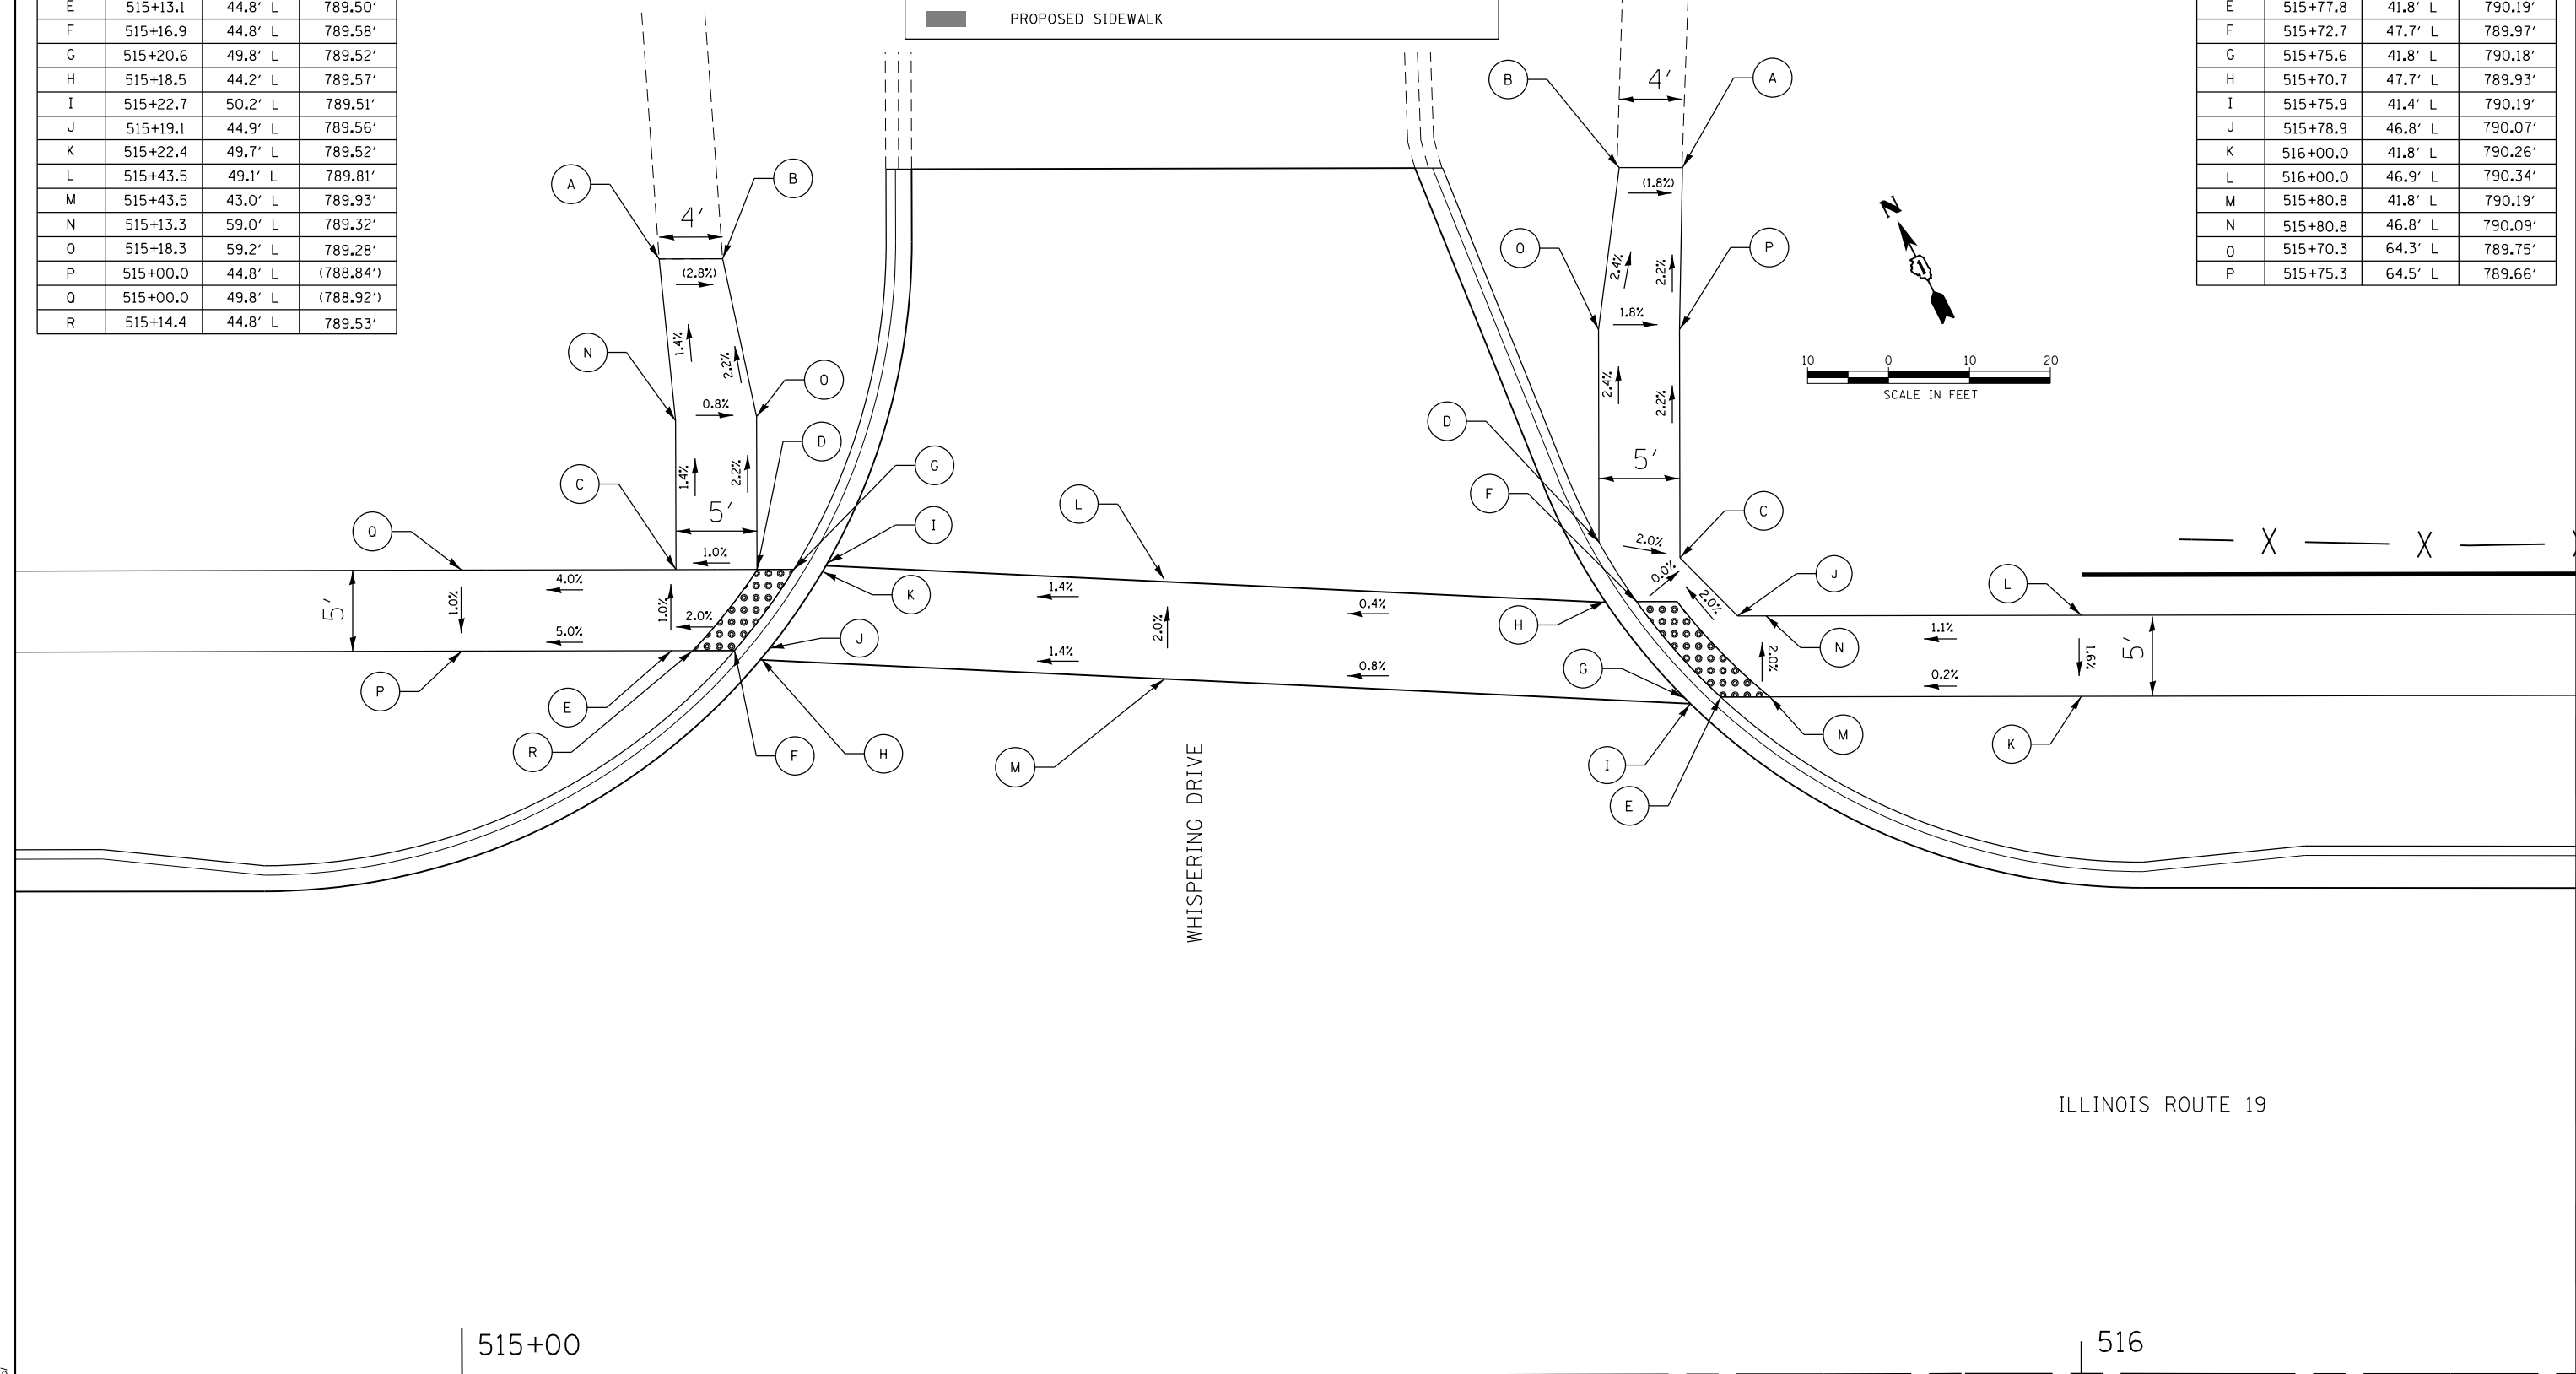 E 515+13.1 44.8' L 789.50'
F 515+16.9 44.8' L 789.58'
G 515+20.6 49.8' L 789.52'
H 515+18.5 44.2' L 789.57'
I 515+22.7 50.2' L 789.51'
J 515+19.1 44.9' L 789.56'
K 515+22.4 49.7' L 789.52'
L 515+43.5 49.1' L 789.81'
M 515+43.5 43.0' L 789.93'
N 515+13.3 59.0' L 789.32'
O 515+18.3 59.2' L 789.28'
P 515+00.0 44.8' L (788.84')
Q 515+00.0 49.8' L (788.92')
R 515+14.4 44.8' L 789.53'
PROPOSED SIDEWALK
E 515+77.8 41.8' L 790.19'
F 515+72.7 47.7' L 789.97'
G 515+75.6 41.8' L 790.18'
H 515+70.7 47.7' L 789.93'
I 515+75.9 41.4' L 790.19'
J 515+78.9 46.8' L 790.07'
K 516+00.0 41.8' L 790.26'
L 516+00.0 46.9' L 790.34'
M 515+80.8 41.8' L 790.19'
N 515+80.8 46.8' L 790.09'
O 515+70.3 64.3' L 789.75'
P 515+75.3 64.5' L 789.66'
A
B
4'
(2.8%)
N
1.4%
2.2%
O
0.8%
D
C
1.4%
2.2%
5'
G
Q
1.0%
I
4.0%
5'
1.0%
1.0%
2.0%
K
5.0%
J
P
E
R
F
H
L
1.4%
0.4%
2.0%
1.4%
0.8%
M
WHISPERING DRIVE
B
4'
A
(1.8%)
O
2.4%
2.2%
P
1.8%
2.4%
2.2%
D
5'
F
C
2.0%
0.0%
2.0%
J
L
H
N
1.1%
G
2.0%
0.2%
1.6%
5'
M
K
I
E
N
10 0 10 20
SCALE IN FEET
X X
ILLINOIS ROUTE 19
515+00
516